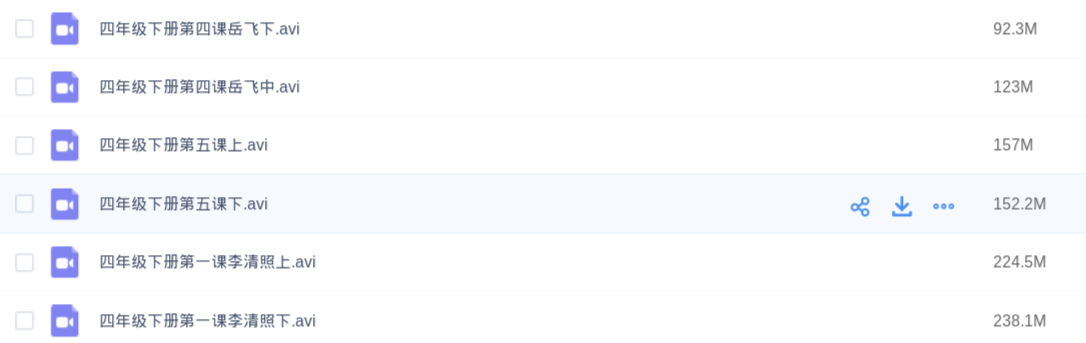 四年级下册第四课岳飞下.avi 92.3M
四年级下册第四课岳飞中.avi 123M
四年级下册第五课上.avi 157M
四年级下册第五课下.avi 152.2M
四年级下册第一课李清照上.avi 224.5M
四年级下册第一课李清照下.avi 238.1M